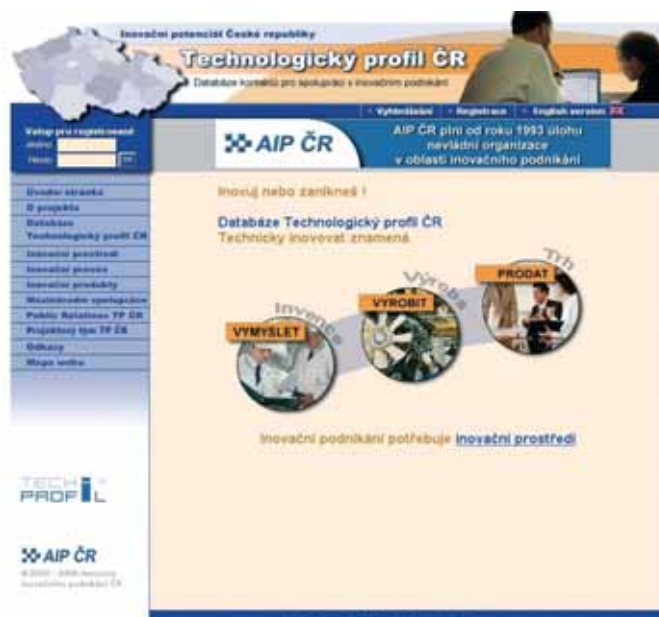 Inovační potenciál České republiky
Technologický profil ČR
Databáze kontaktů pro spolupráci v inovačním podnikání
Vyhledávání
Registrace
English version
Vstup pro registrované
jméno:
heslo:
AIP ČR
AIP ČR plní od roku 1993 úlohu
nevládní organizace
v oblasti inovačního podnikání
Úvodní stránka
O projektu
Databáze
Technologický profil ČR
Inovační prostředí
Inovační proces
Inovační produkty
Mezinárodní spolupráce
Public Relations TP ČR
Projektový tým TP ČR
Odkazy
Mapa webu
Inovuj nebo zanikneš !
Databáze Technologický profil ČR
Technicky inovovat znamená
Invence
VYMYSLET
Výroba
VYROBIT
Trh
PRODAT
Inovační podnikání potřebuje inovační prostředí
TECH
PROFIL
AIP ČR
inovačního podnikání ČR